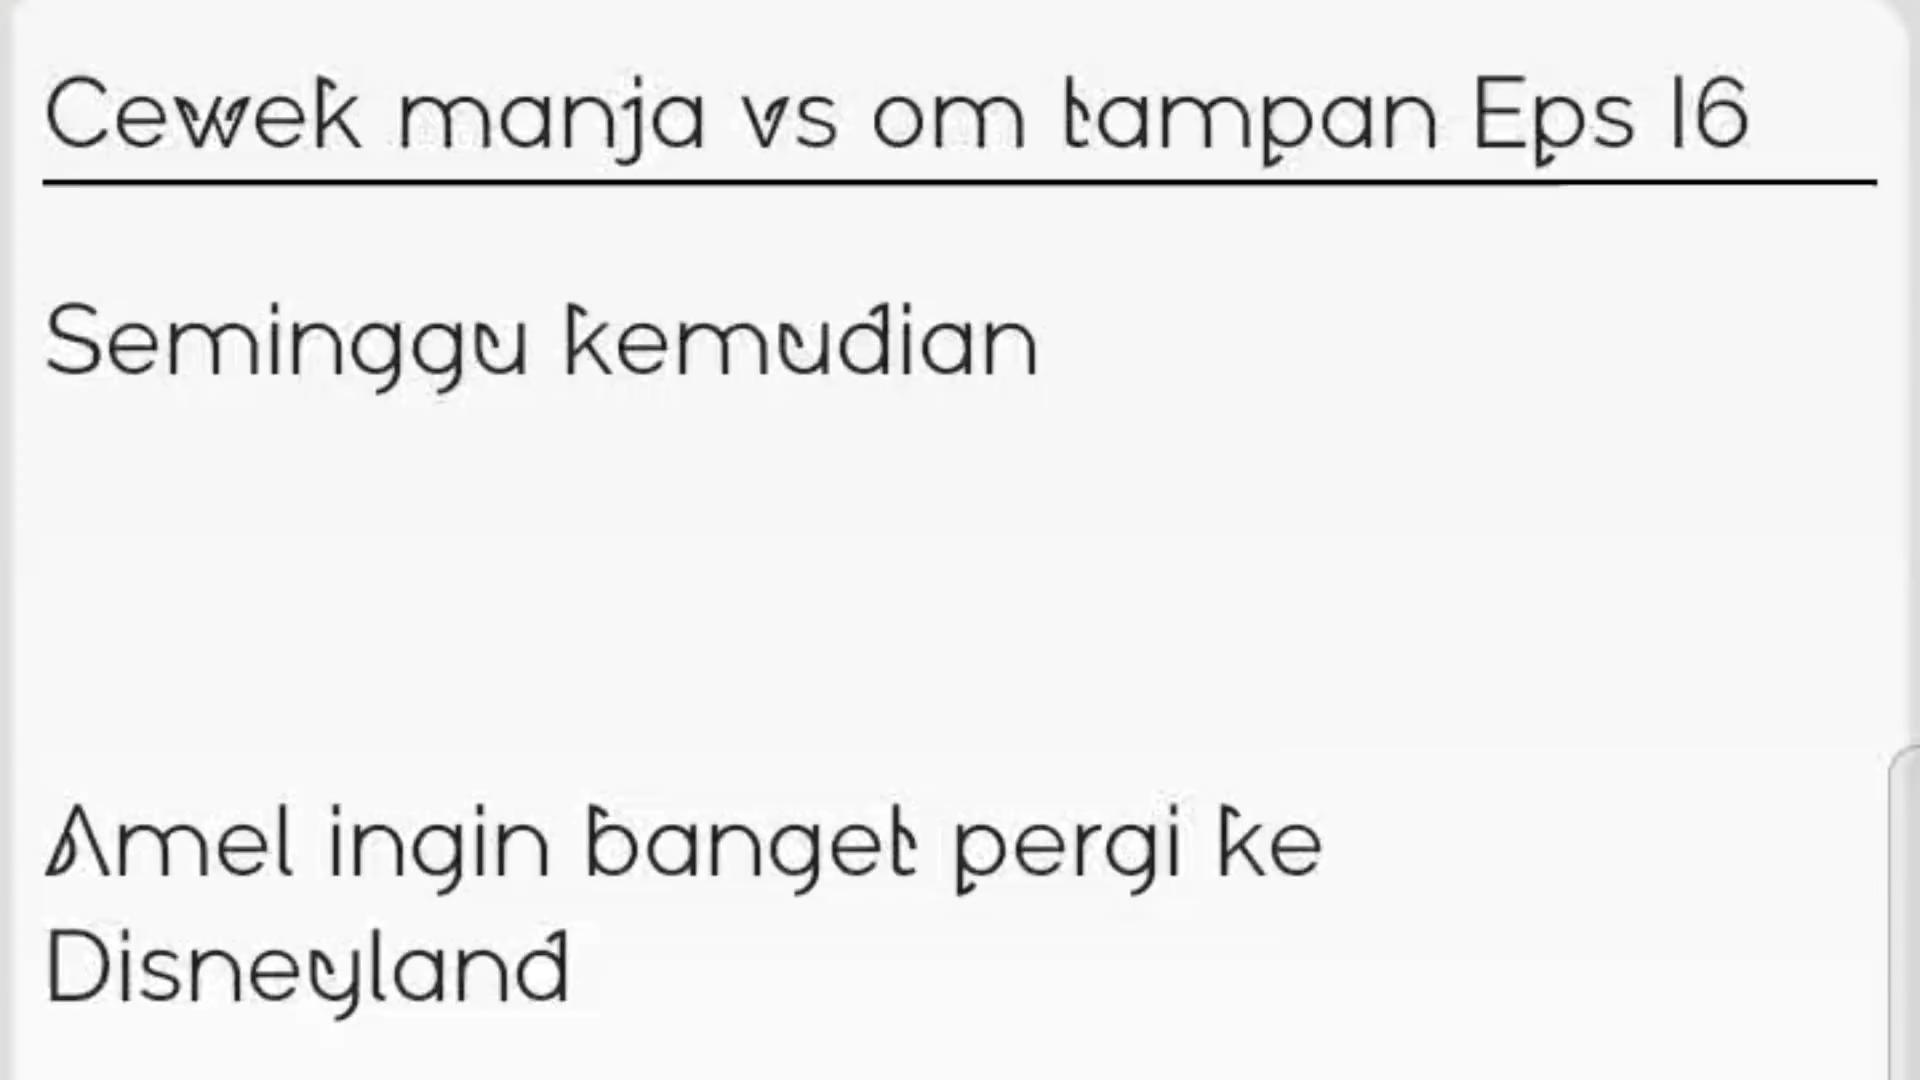 Cewek manja vs om tampan Eps 16
Seminggu kemudian
Amel ingin banget pergi ke
Disneyland